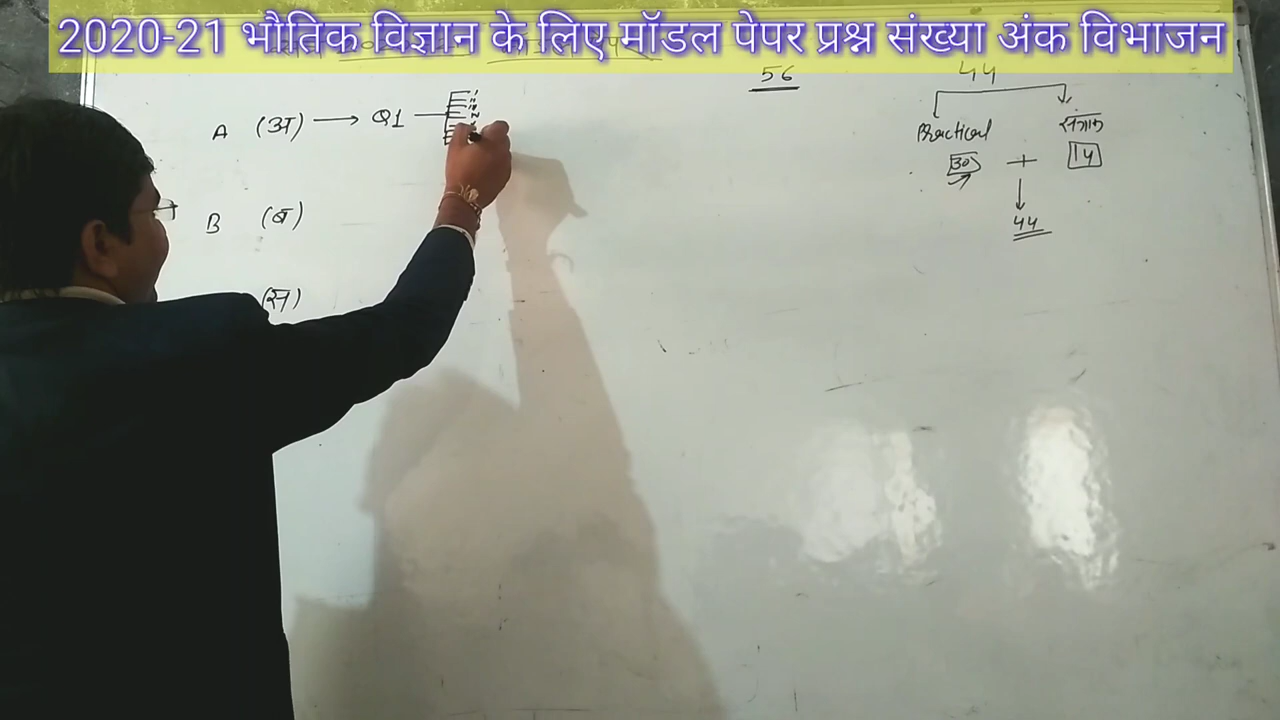 2020-21 भौतिक विज्ञान के लिए मॉडल पेपर प्रश्न संख्या अंक विभाजन
56
44
Practical
30 + 14
44
A (अ) → Q1
B (ब)
(स)